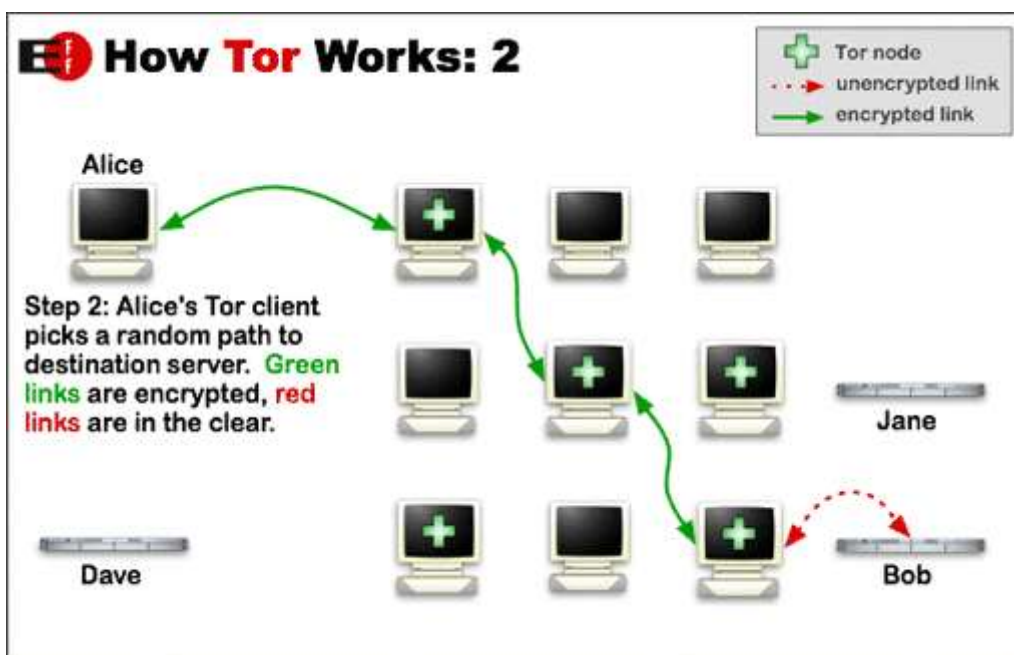 EFF How Tor Works: 2
Tor node
unencrypted link
encrypted link
Alice
Step 2: Alice's Tor client
picks a random path to
destination server. Green
links are encrypted, red
links are in the clear.
Jane
Dave
Bob